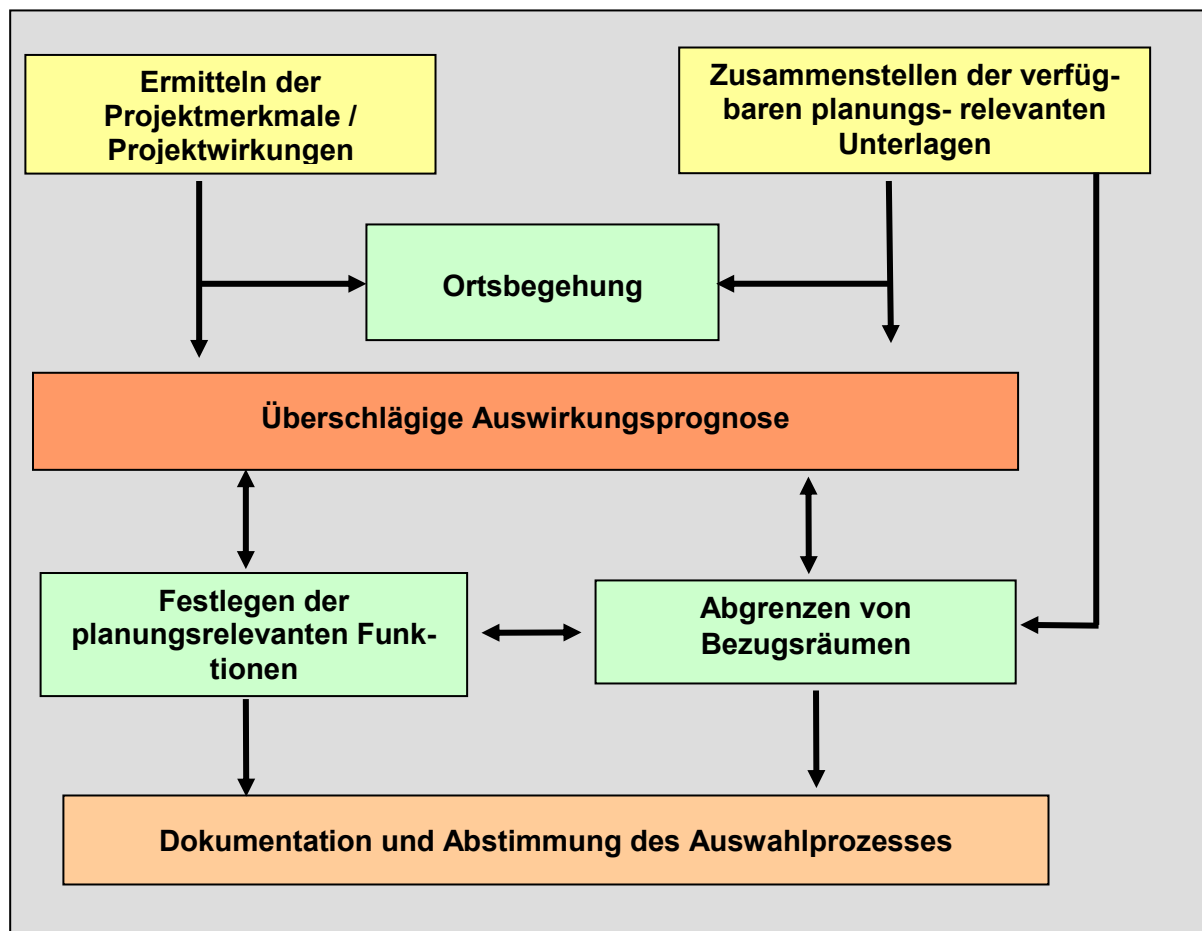 Ermitteln der
Projektmerkmale /
Projektwirkungen
Zusammenstellen der verfüg-
baren planungs- relevanten
Unterlagen
Ortsbegehung
Überschlägige Auswirkungsprognose
Festlegen der
planungsrelevanten Funk-
tionen
Abgrenzen von
Bezugsräumen
Dokumentation und Abstimmung des Auswahlprozesses